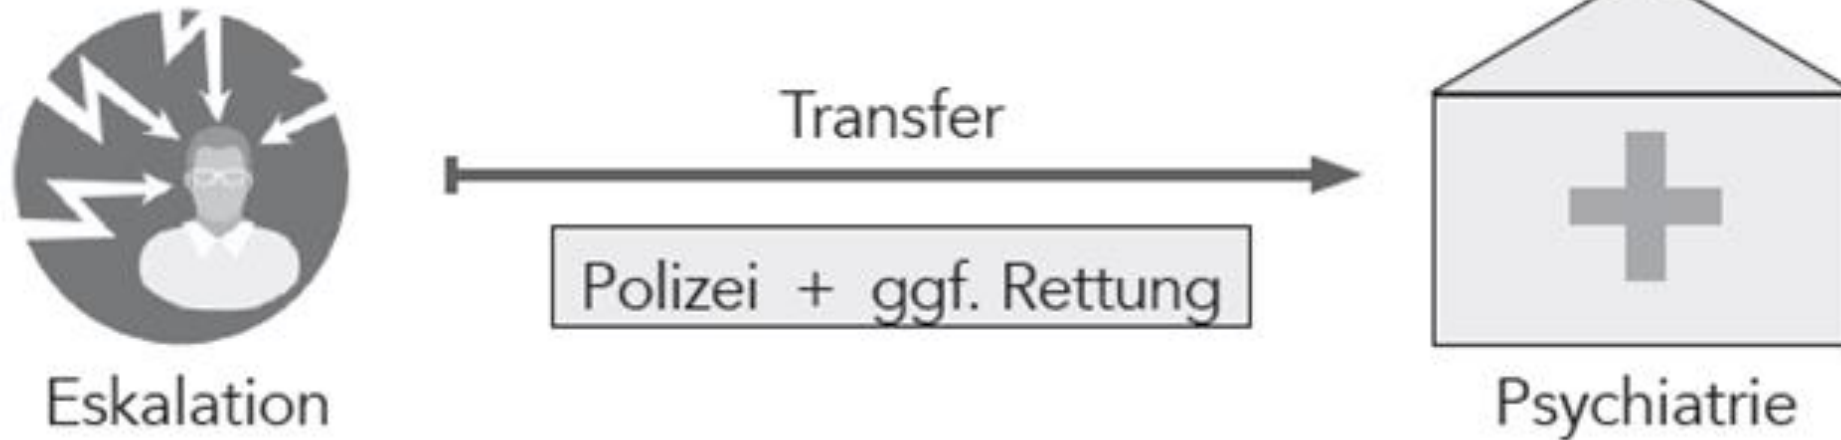 Transfer
Polizei + ggf. Rettung
Eskalation
Psychiatrie